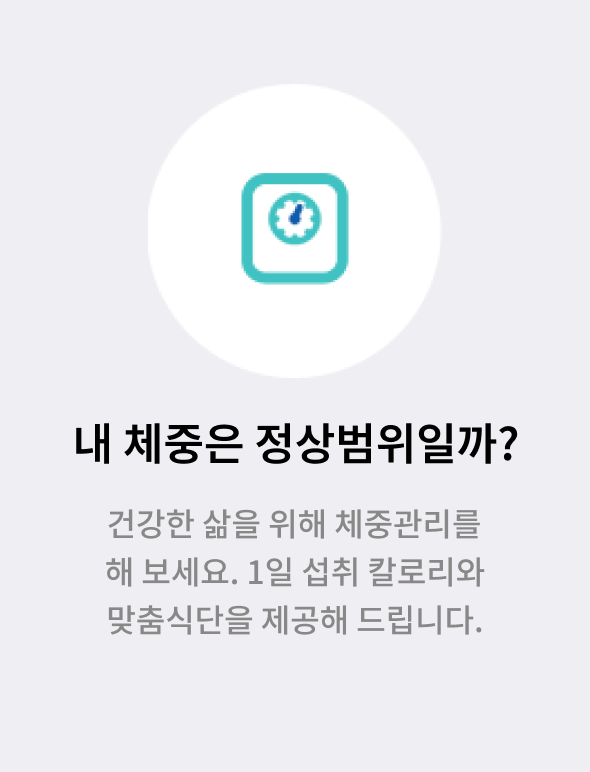 내 체중은 정상범위일까?
건강한 삶을 위해 체중관리를
해 보세요. 1일 섭취 칼로리와
맞춤식단을 제공해 드립니다.